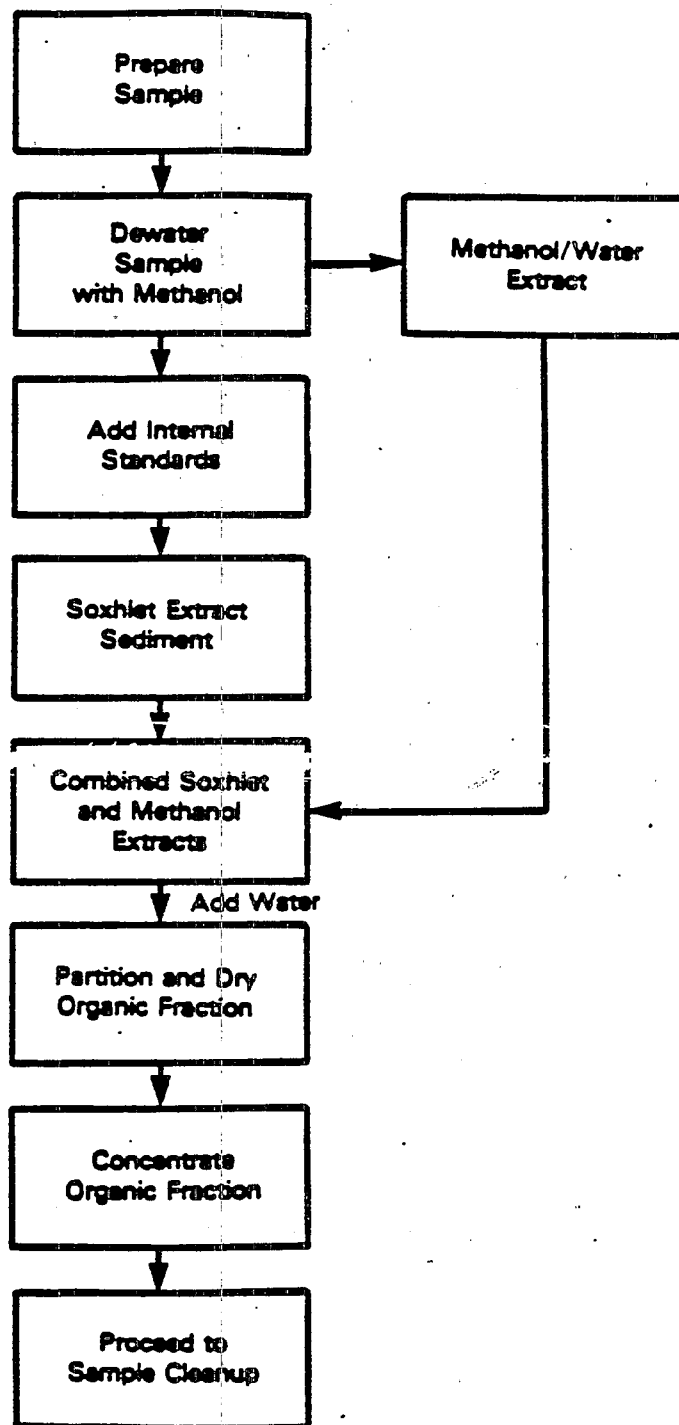 Prepare
Sample
Dewater
Sample
with Methanol
Methanol/Water
Extract
Add Internal
Standards
Soxhlet Extract
Sediment
Combined Soxhlet
and Methanol
Extracts
Add Water
Partition and Dry
Organic Fraction
Concentrate
Organic Fraction
Proceed to
Sample Cleanup